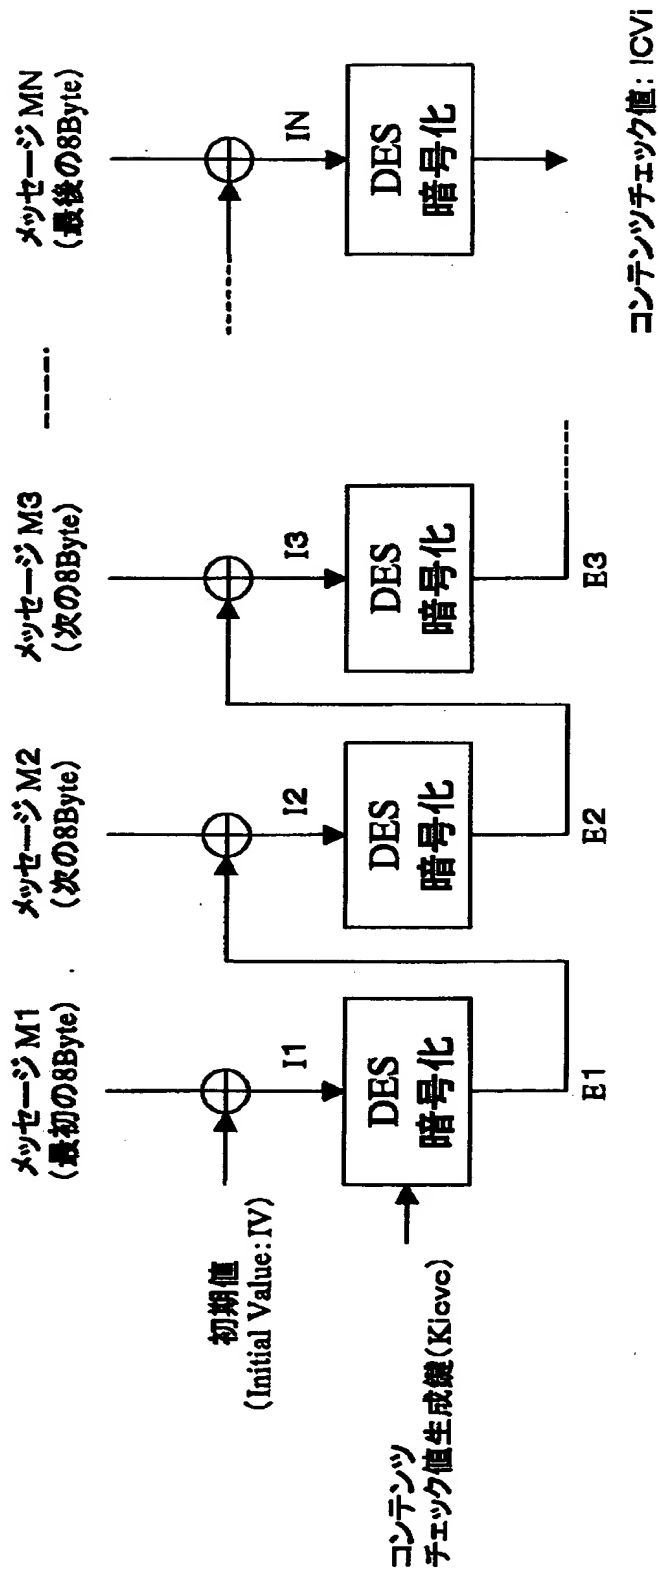 メッセージ M1
(最初の8Byte)
メッセージ M2
(次の8Byte)
メッセージ M3
(次の8Byte)
メッセージ MN
(最後の8Byte)
初期値
(Initial Value:IV)
I1
I2
I3
IN
コンテンツ
チェック値生成鍵(Kicvc)
DES
暗号化
DES
暗号化
DES
暗号化
DES
暗号化
E1
E2
E3
コンテンツチェック値: ICVi